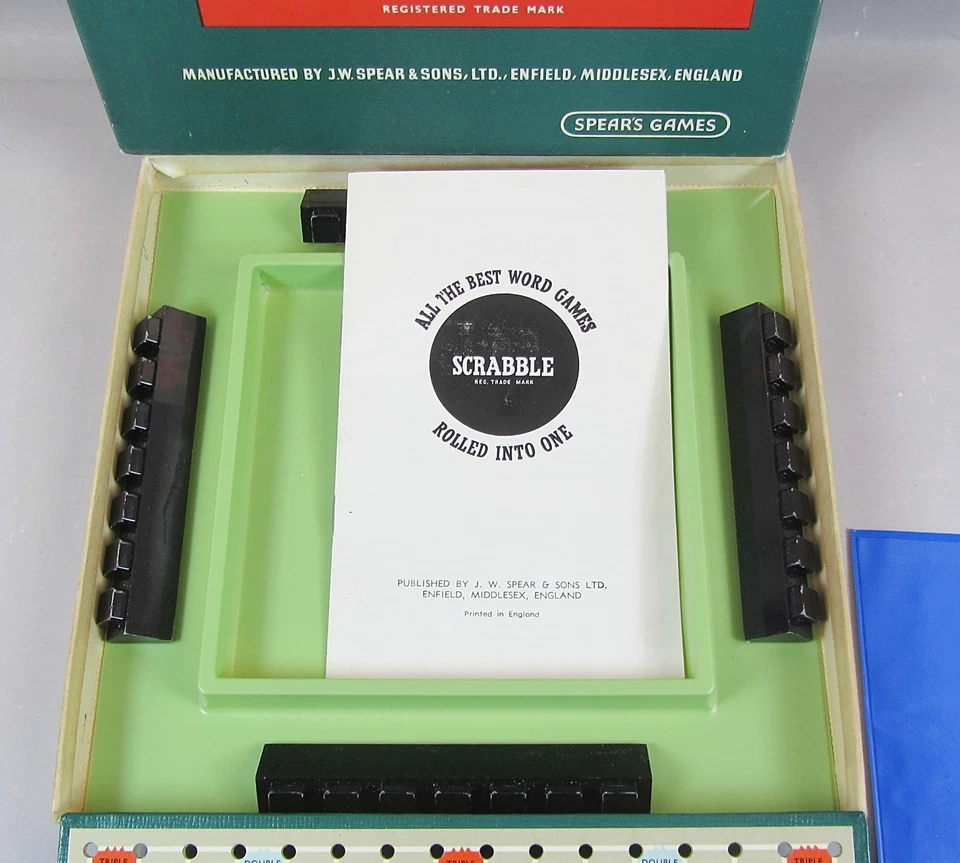 REGISTERED TRADE MARK
MANUFACTURED BY J.W. SPEAR & SONS, LTD., ENFIELD, MIDDLESEX, ENGLAND
SPEAR'S GAMES
ALL THE BEST WORD GAMES
SCRABBLE
REG. TRADE MARK
ROLLED INTO ONE
PUBLISHED BY J. W. SPEAR & SONS LTD.
ENFIELD, MIDDLESEX, ENGLAND
Printed in England
TRIPLE DOUBLE TRIPLE DOUBLE TRIPLE